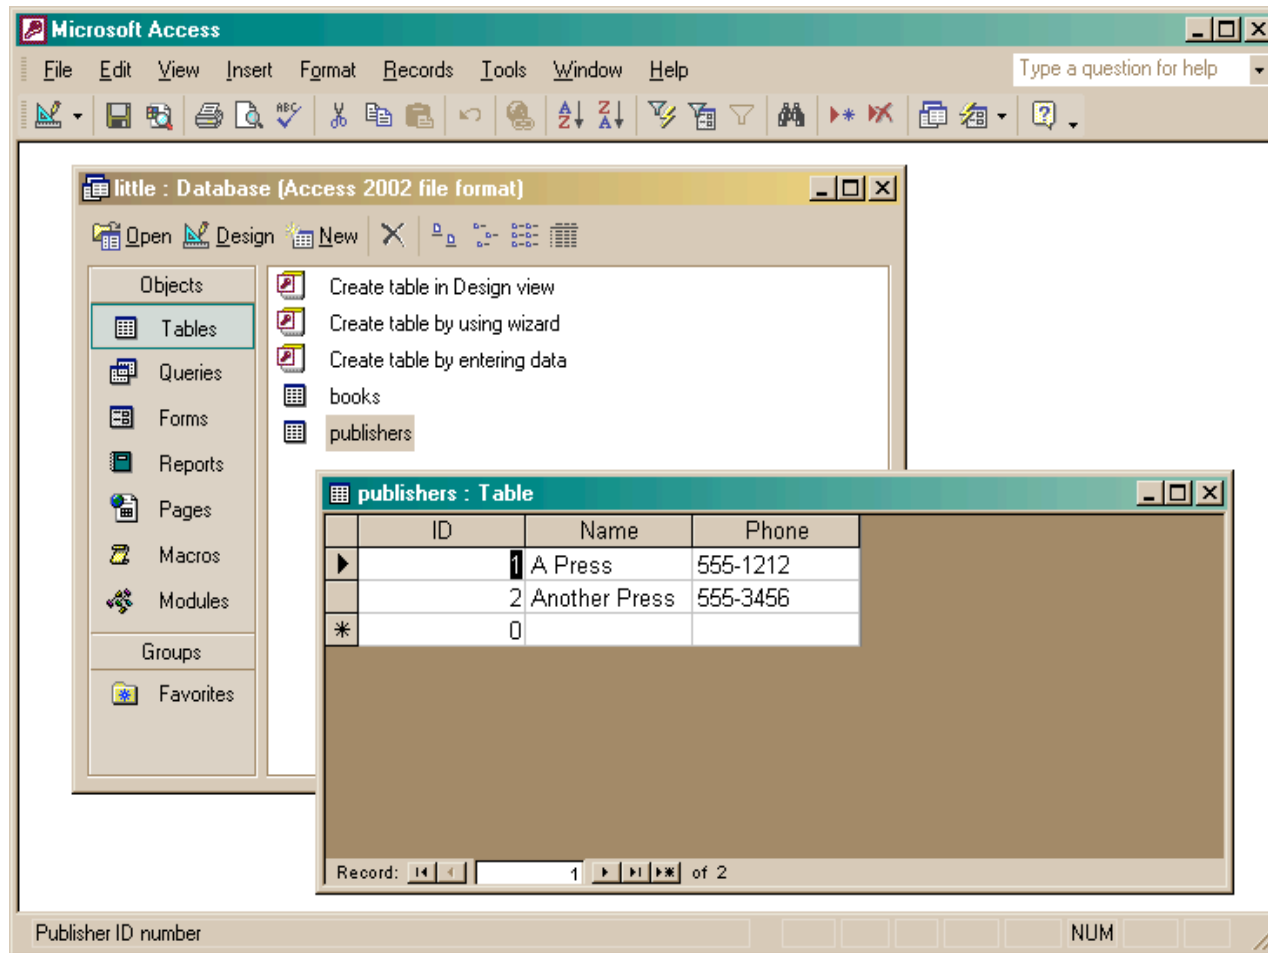 Microsoft Access
File Edit View Insert Format Records Tools Window Help Type a question for help
ABC A Z Z A
little : Database (Access 2002 file format)
Open Design New
Objects
Tables
Queries
Forms
Reports
Pages
Macros
Modules
Groups
Favorites
Create table in Design view
Create table by using wizard
Create table by entering data
books
publishers
publishers : Table
ID Name Phone
1 A Press 555-1212
2 Another Press 555-3456
0
Record: 1 of 2
Publisher ID number NUM